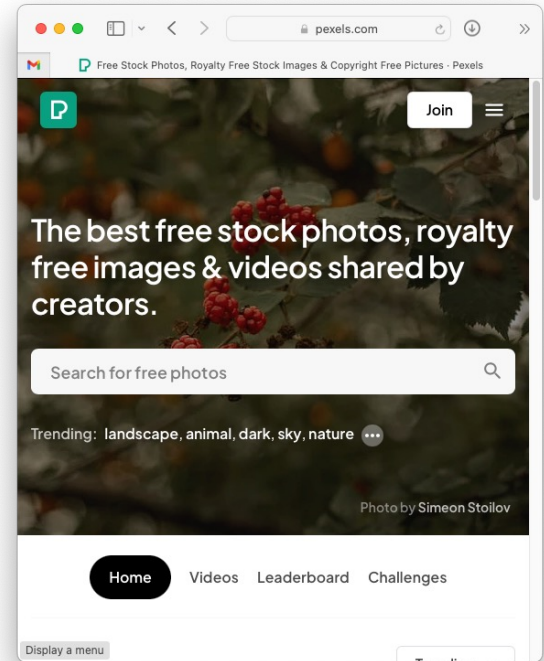 pexels.com
Free Stock Photos, Royalty Free Stock Images & Copyright Free Pictures · Pexels
Join
The best free stock photos, royalty
free images & videos shared by
creators.
Search for free photos
Trending: landscape, animal, dark, sky, nature
Photo by Simeon Stoilov
Home Videos Leaderboard Challenges
Display a menu